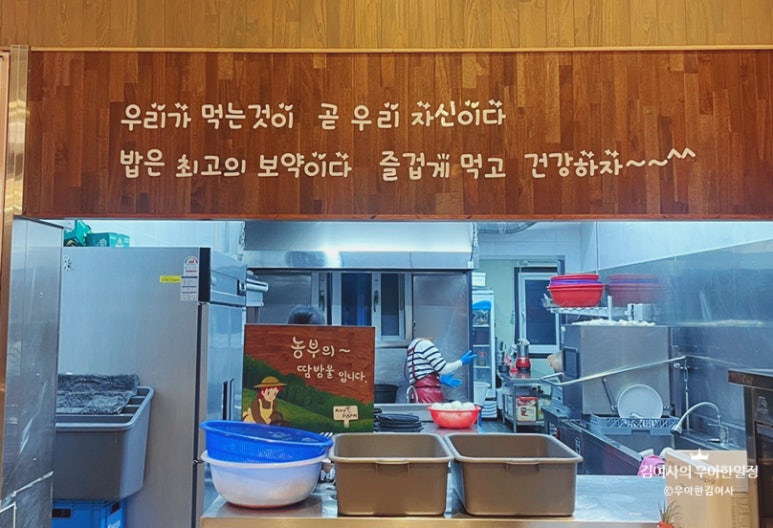 우리가 먹는것이 곧 우리 자신이다
밥은 최고의 보약이다 즐겁게 먹고 건강하자~~^^
농부의~
땀방울 입니다.
FARM
김여사의 우아한일정
©우아한김여사